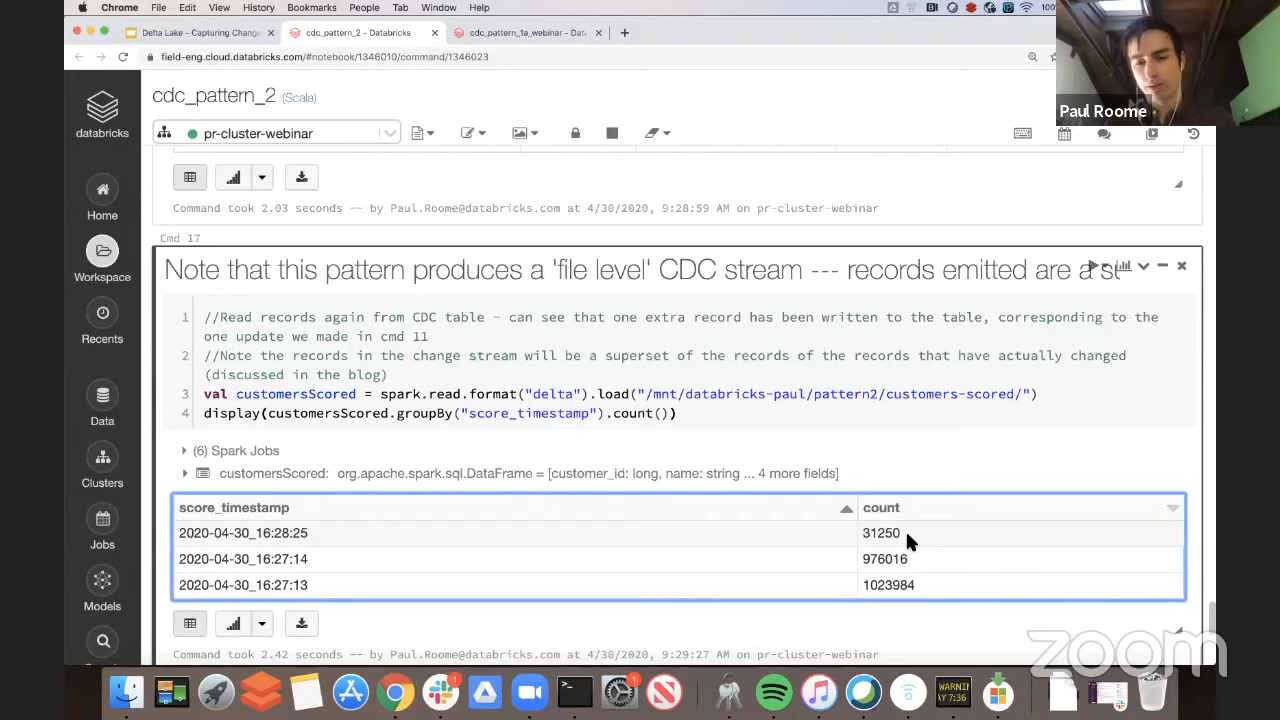 Chrome File Edit View History Bookmarks People Tab Window Help
Delta Lake - Capturing Chang
cdc_pattern_2 - Databricks
cdc_pattern_1a_webinar - Dat
field-eng.cloud.databricks.com/#notebook/1346010/command/1346023
Paul Roome
databricks
cdc_pattern_2 (Scala)
pr-cluster-webinar
Home
Workspace
Recents
Data
Clusters
Jobs
Models
Command took 2.03 seconds -- by Paul.Roome@databricks.com at 4/30/2020, 9:28:59 AM on pr-cluster-webinar
Cmd 17
Note that this pattern produces a 'file level' CDC stream --- records emitted are a su
1 //Read records again from CDC table - can see that one extra record has been written to the table, corresponding to the
one update we made in cmd 11
2 //Note the records in the change stream will be a superset of the records of the records that have actually changed
(discussed in the blog)
3 val customersScored = spark.read.format("delta").load("/mnt/databricks-paul/pattern2/customers-scored/")
4 display(customersScored.groupBy("score_timestamp").count())
(6) Spark Jobs
customersScored: org.apache.spark.sql.DataFrame = [customer_id: long, name: string ... 4 more fields]
score_timestamp count
2020-04-30_16:28:25 31250
2020-04-30_16:27:14 976016
2020-04-30_16:27:13 1023984
Command took 2.42 seconds -- by Paul.Roome@databricks.com at 4/30/2020, 9:29:27 AM on pr-cluster-webinar
zoom
WARNIN
AY 7:36